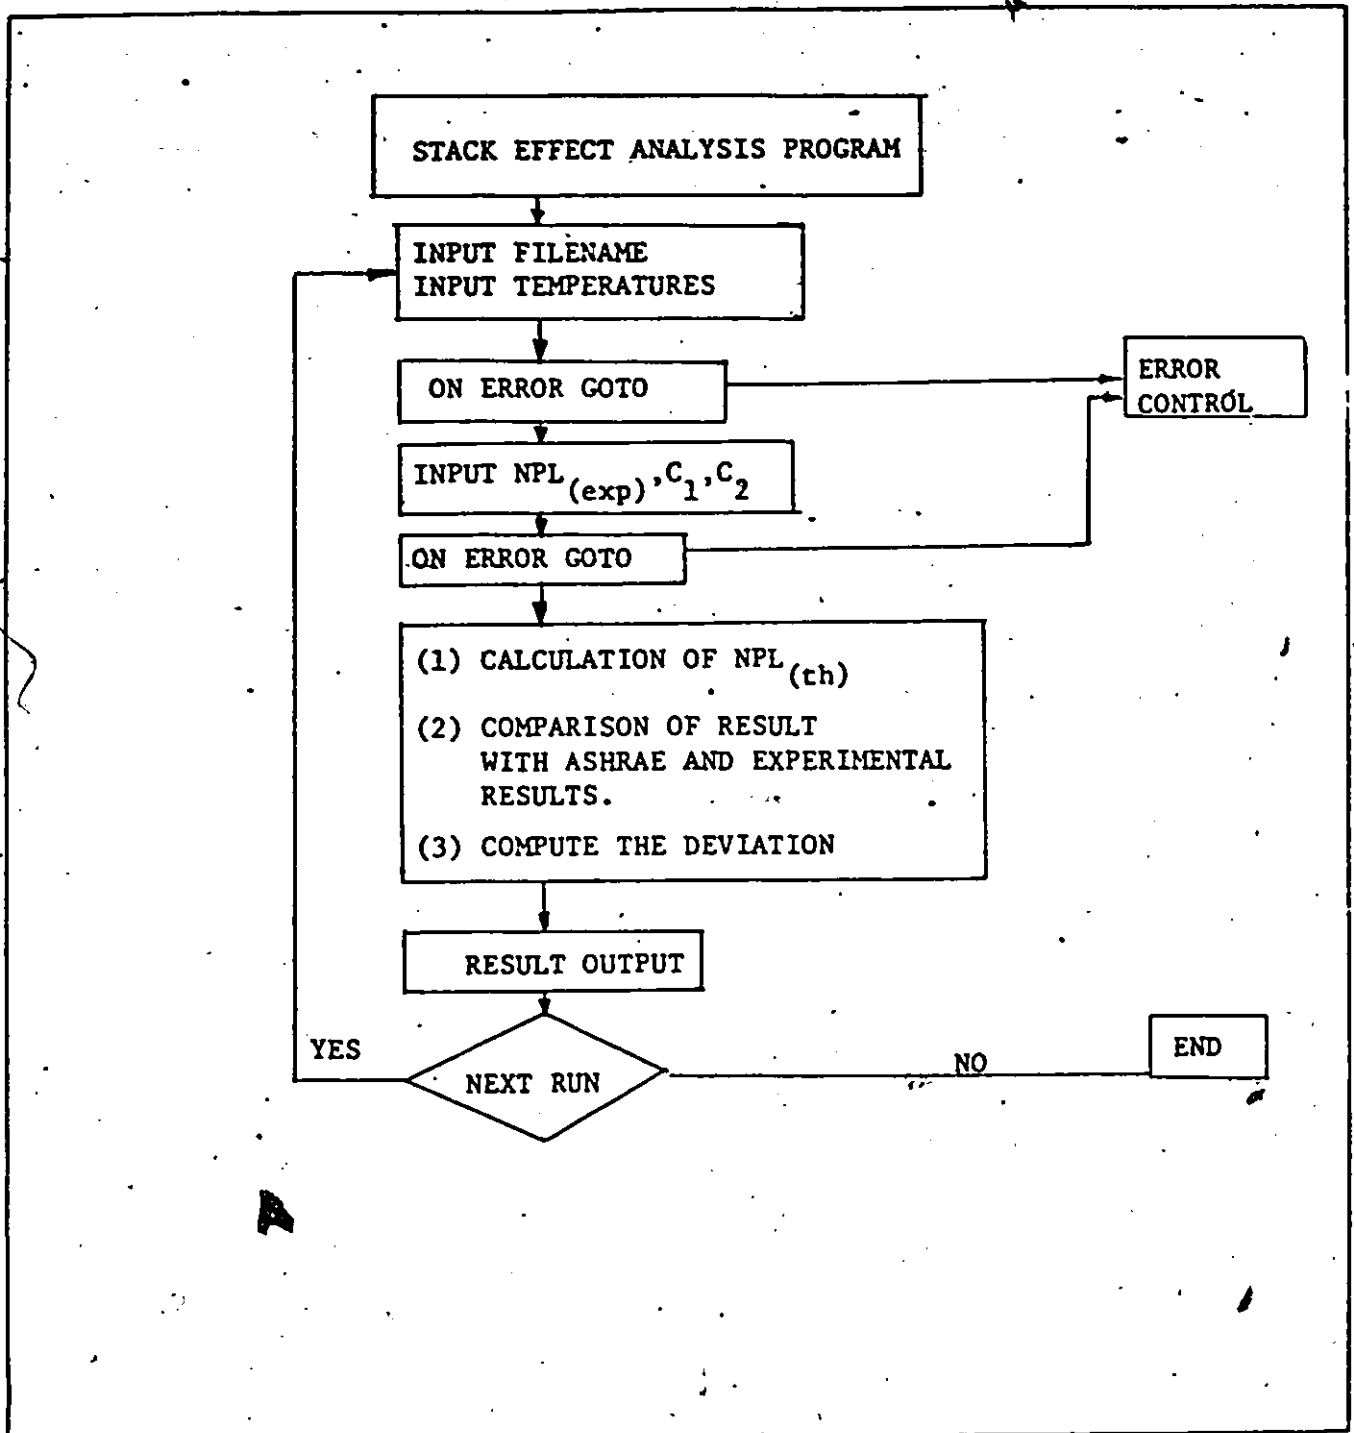 STACK EFFECT ANALYSIS PROGRAM
INPUT FILENAME
INPUT TEMPERATURES
ON ERROR GOTO
ERROR
CONTROL
INPUT NPL(exp),C1,C2
ON ERROR GOTO
(1) CALCULATION OF NPL(th)
(2) COMPARISON OF RESULT
WITH ASHRAE AND EXPERIMENTAL
RESULTS.
(3) COMPUTE THE DEVIATION
RESULT OUTPUT
YES
NEXT RUN
NO
END